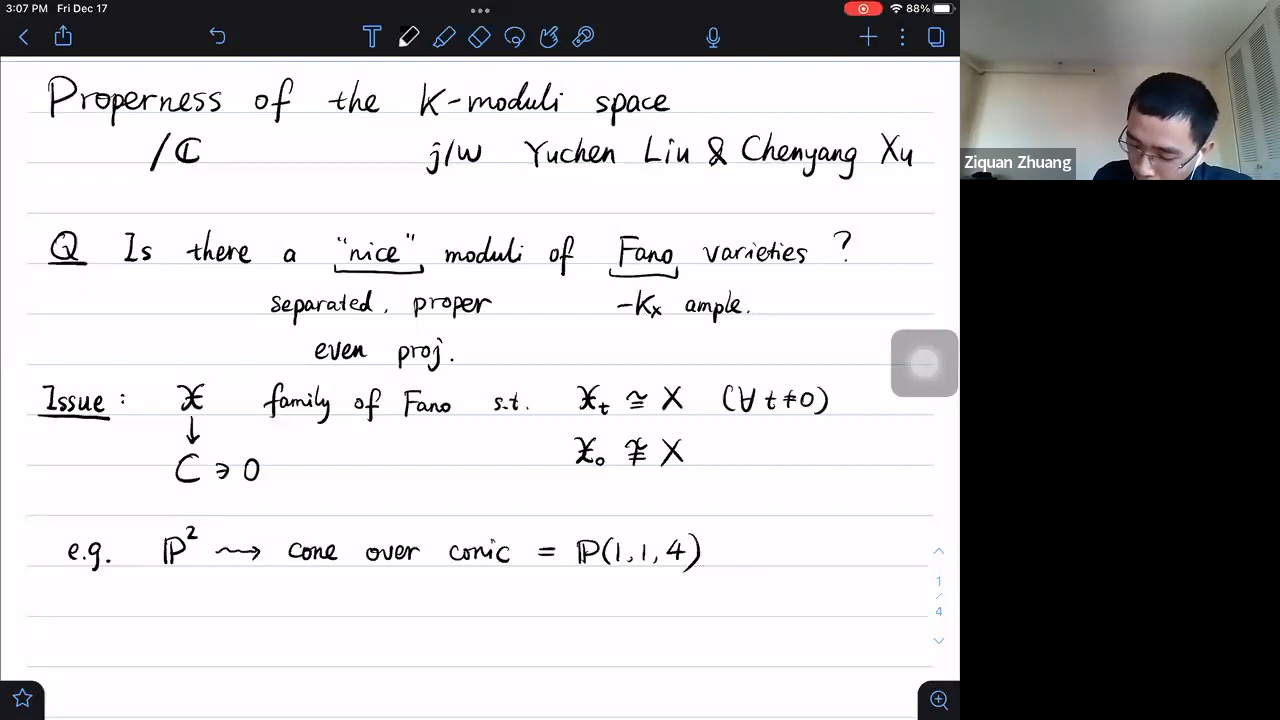 3:07 PM Fri Dec 17
88%
Properness of the K-moduli space
/ℂ j/w Yuchen Liu & Chenyang Xu
Ziquan Zhuang
Q Is there a "nice" moduli of Fano varieties ?
separated, proper -K_X ample.
even proj.
Issue: 𝒳 family of Fano s.t. 𝒳_t ≅ X (∀ t ≠ 0)
↓ 𝒳_0 ≇ X
C ∋ 0
e.g. ℙ² ⇝ cone over conic = ℙ(1,1,4)
1
/
4